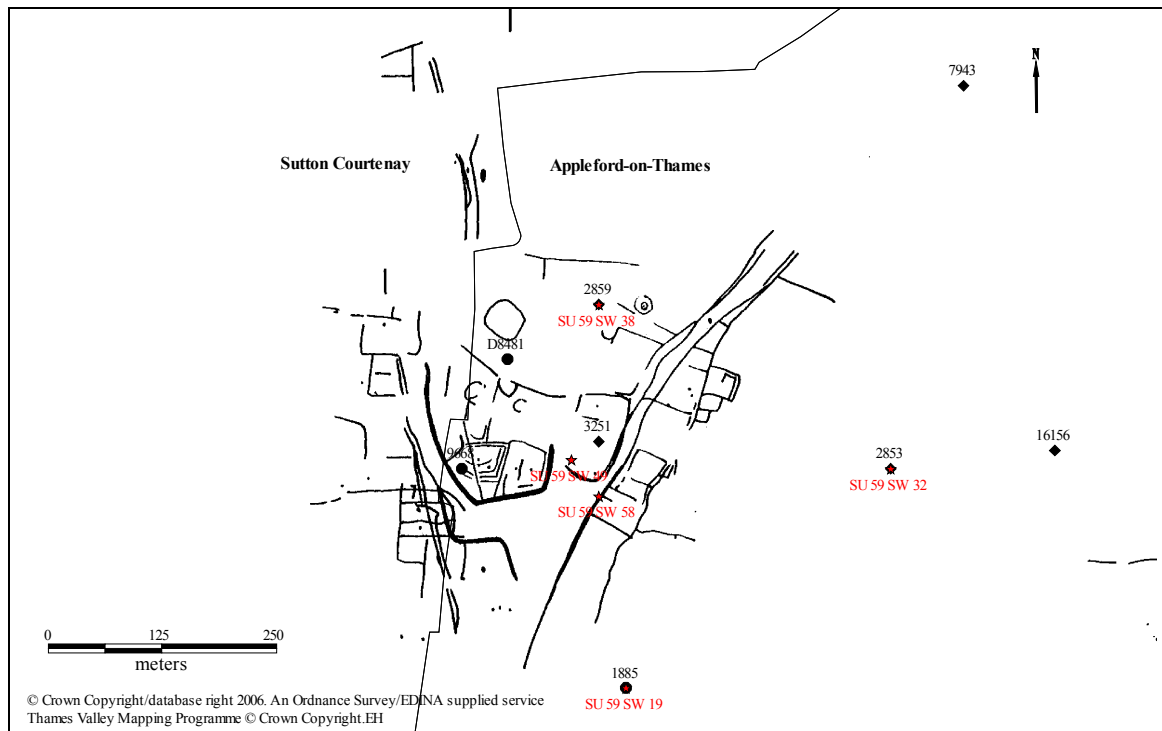 N
7943
Sutton Courtenay
Appleford-on-Thames
2859
SU 59 SW 38
D8481
3251
9668
SU 59 SW 49
2853
SU 59 SW 32
16156
SU 59 SW 58
0 125 250
meters
1885
SU 59 SW 19
© Crown Copyright/database right 2006. An Ordnance Survey/EDINA supplied service
Thames Valley Mapping Programme © Crown Copyright.EH